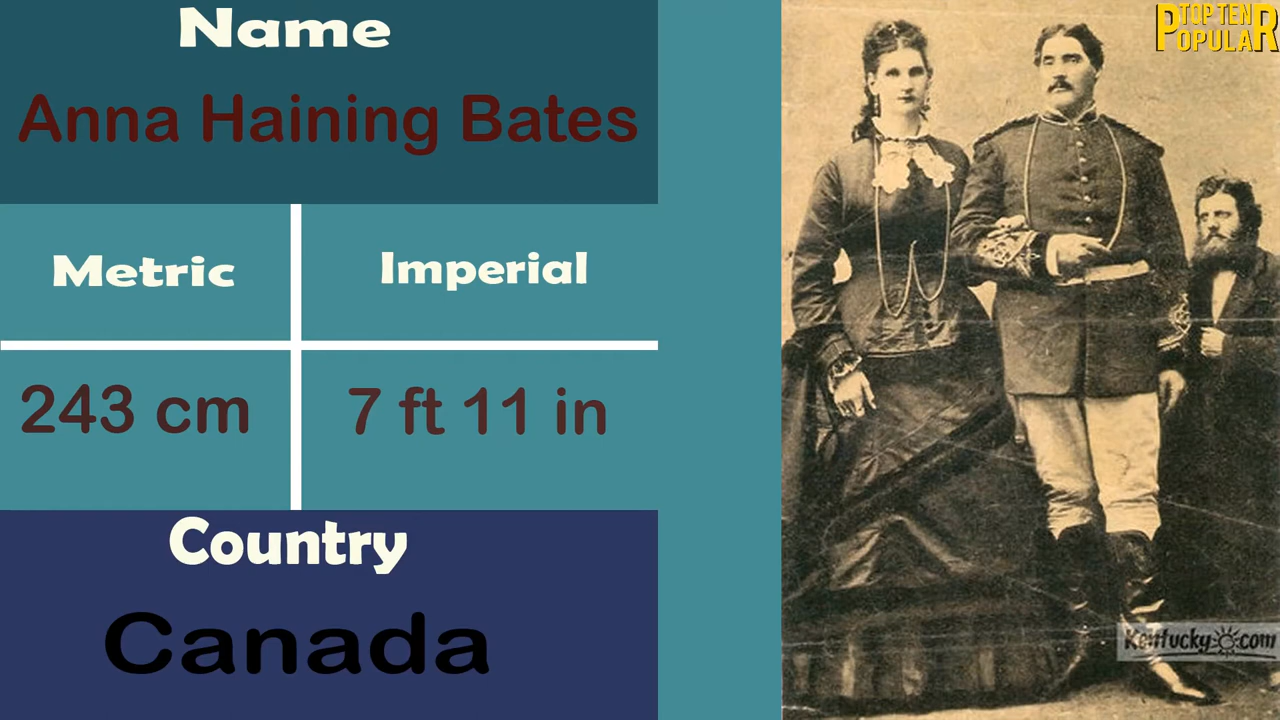 Name
Anna Haining Bates
Metric
Imperial
243 cm
7 ft 11 in
Country
Canada
TOP TEN
POPULAR
Kentucky.com